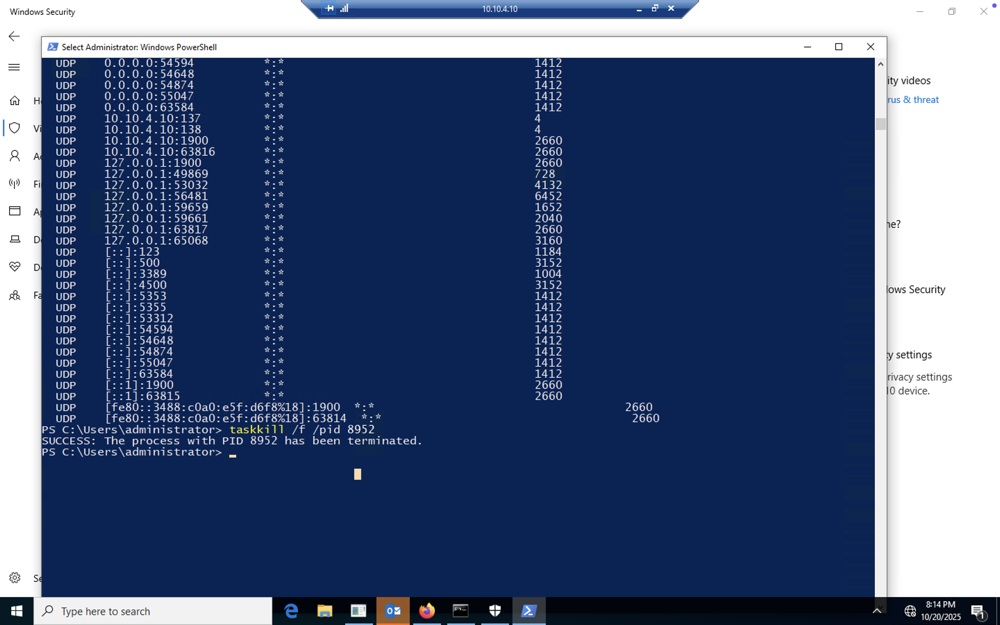 Windows Security
10.10.4.10
Select Administrator: Windows PowerShell
UDP 0.0.0.0:54594 *:* 1412
UDP 0.0.0.0:54648 *:* 1412
UDP 0.0.0.0:54874 *:* 1412
UDP 0.0.0.0:55047 *:* 1412
UDP 0.0.0.0:63584 *:* 1412
UDP 10.10.4.10:137 *:* 4
UDP 10.10.4.10:138 *:* 4
UDP 10.10.4.10:1900 *:* 2660
UDP 10.10.4.10:63816 *:* 2660
UDP 127.0.0.1:1900 *:* 2660
UDP 127.0.0.1:49869 *:* 728
UDP 127.0.0.1:53032 *:* 4132
UDP 127.0.0.1:56481 *:* 6452
UDP 127.0.0.1:59659 *:* 1652
UDP 127.0.0.1:59661 *:* 2040
UDP 127.0.0.1:63817 *:* 2660
UDP 127.0.0.1:65068 *:* 3160
UDP [::]:123 *:* 1184
UDP [::]:500 *:* 3152
UDP [::]:3389 *:* 1004
UDP [::]:4500 *:* 3152
UDP [::]:5353 *:* 1412
UDP [::]:5355 *:* 1412
UDP [::]:53312 *:* 1412
UDP [::]:54594 *:* 1412
UDP [::]:54648 *:* 1412
UDP [::]:54874 *:* 1412
UDP [::]:55047 *:* 1412
UDP [::]:63584 *:* 1412
UDP [::1]:1900 *:* 2660
UDP [::1]:63815 *:* 2660
UDP [fe80::3488:c0a0:e5f:d6f8%18]:1900 *:* 2660
UDP [fe80::3488:c0a0:e5f:d6f8%18]:63814 *:* 2660
PS C:\Users\administrator> taskkill /f /pid 8952
SUCCESS: The process with PID 8952 has been terminated.
PS C:\Users\administrator>
ity videos
rus & threat
ne?
dows Security
cy settings
rivacy settings
10 device.
H
Vi
Ac
Fi
Ap
De
De
Fa
Se
Type here to search
8:14 PM
10/20/2025
1